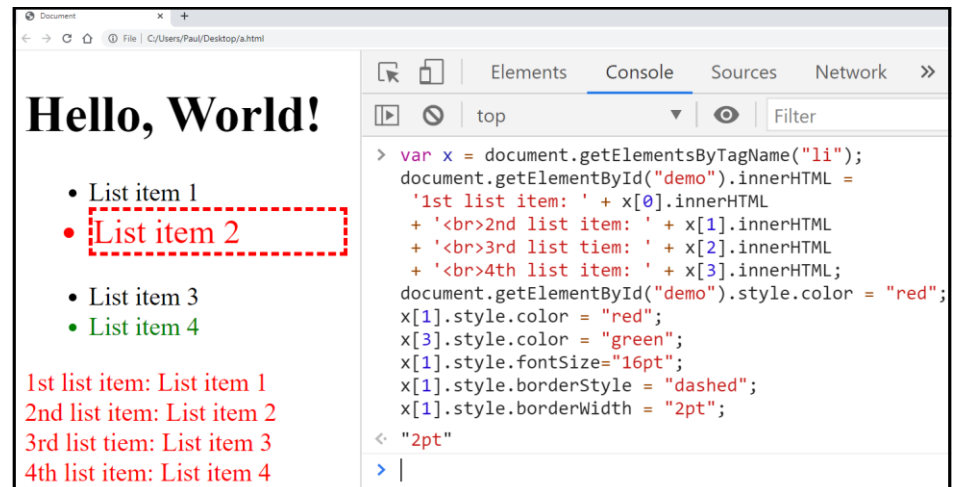 Document × +
File | C:/Users/Paul/Desktop/a.html
Hello, World!
• List item 1
• List item 2
• List item 3
• List item 4
1st list item: List item 1
2nd list item: List item 2
3rd list tiem: List item 3
4th list item: List item 4
Elements Console Sources Network »
top ▼ Filter
> var x = document.getElementsByTagName("li");
document.getElementById("demo").innerHTML =
'1st list item: ' + x[0].innerHTML
+ '<br>2nd list item: ' + x[1].innerHTML
+ '<br>3rd list tiem: ' + x[2].innerHTML
+ '<br>4th list item: ' + x[3].innerHTML;
document.getElementById("demo").style.color = "red";
x[1].style.color = "red";
x[3].style.color = "green";
x[1].style.fontSize="16pt";
x[1].style.borderStyle = "dashed";
x[1].style.borderWidth = "2pt";
"2pt"
>